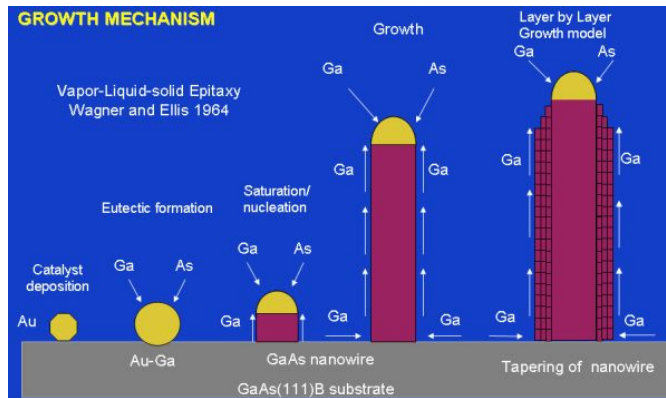 GROWTH MECHANISM
Vapor-Liquid-solid Epitaxy
Wagner and Ellis 1964
Catalyst
deposition
Au
Eutectic formation
Ga
As
Au-Ga
Saturation/
nucleation
Ga
As
Ga
GaAs nanowire
Growth
Ga
As
Ga
Ga
Ga
Ga
Layer by Layer
Growth model
Ga
As
Ga
Ga
Ga
Ga
Tapering of nanowire
GaAs(111)B substrate